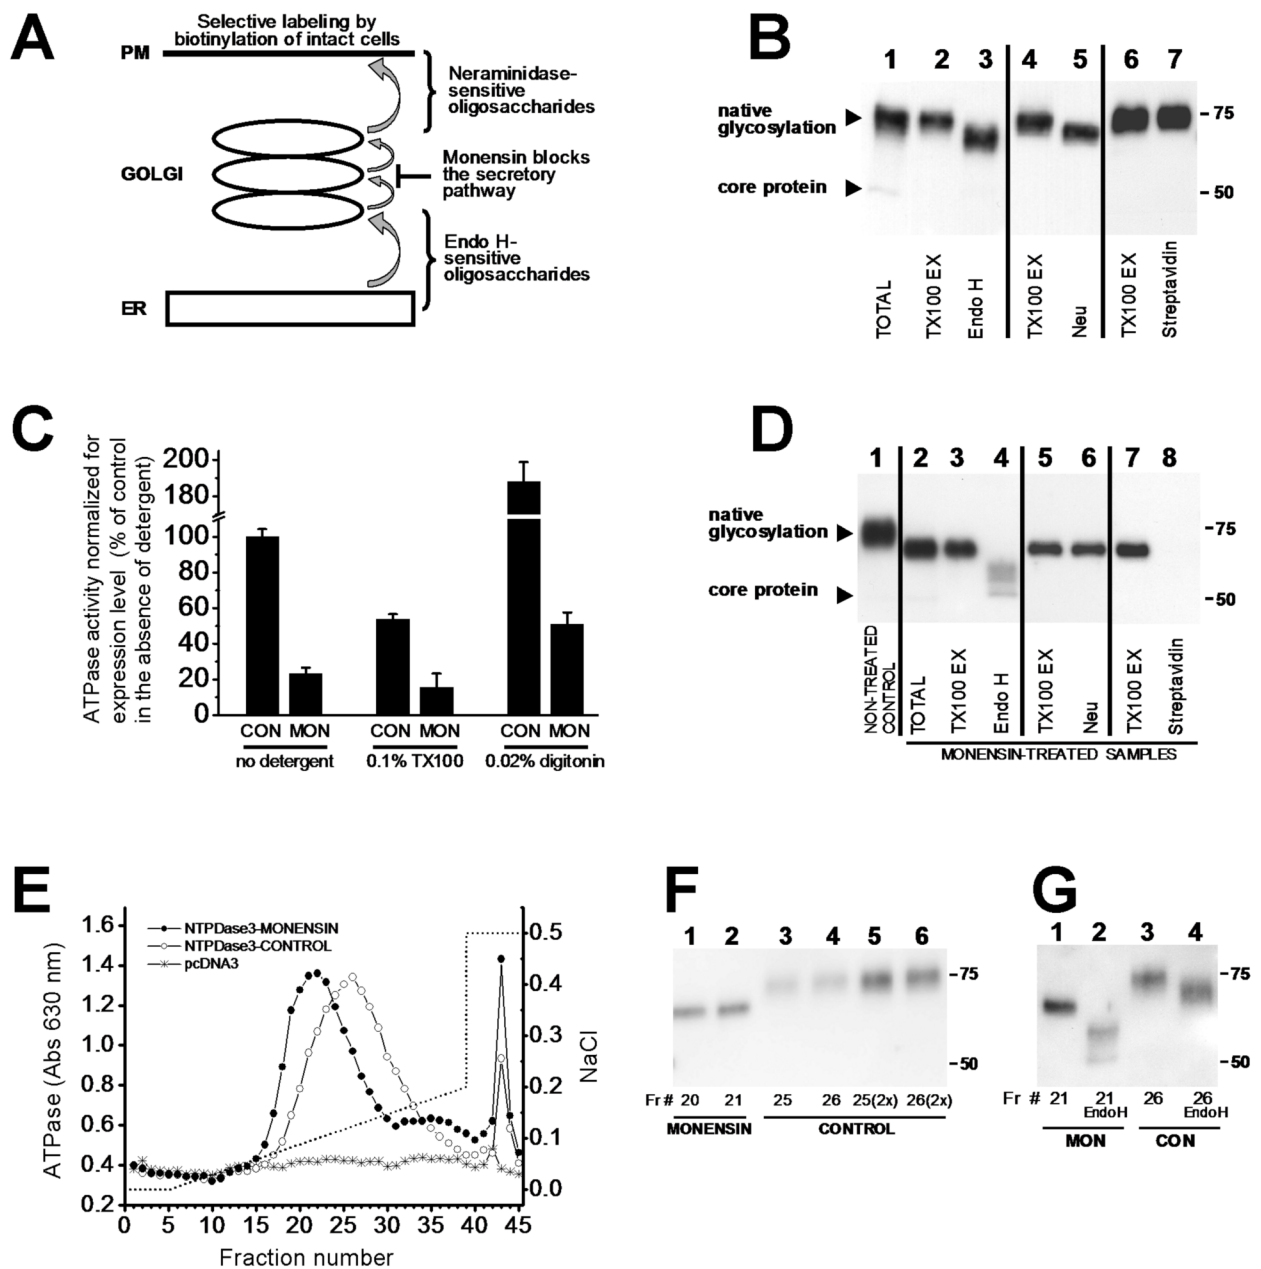 A
Selective labeling by
biotinylation of intact cells
PM
Neraminidase-
sensitive
oligosaccharides
GOLGI
Monensin blocks
the secretory
pathway
Endo H-
sensitive
oligosaccharides
ER
B
1 2 3 4 5 6 7
native
glycosylation
core protein
- 75
- 50
TOTAL
TX100 EX
Endo H
TX100 EX
Neu
TX100 EX
Streptavidin
C
ATPase activity normalized for
expression level (% of control
in the absence of detergent)
200
180
100
80
60
40
20
0
CON MON CON MON CON MON
no detergent 0.1% TX100 0.02% digitonin
D
1 2 3 4 5 6 7 8
native
glycosylation
core protein
-75
-50
NON-TREATED
CONTROL
TOTAL
TX100 EX
Endo H
TX100 EX
Neu
TX100 EX
Streptavidin
MONENSIN-TREATED SAMPLES
E
ATPase (Abs 630 nm)
1.6
1.4
1.2
1.0
0.8
0.6
0.4
0.2
NTPDase3-MONENSIN
NTPDase3-CONTROL
pcDNA3
0.5
0.4
0.3
0.2
0.1
0.0
NaCl
0 5 10 15 20 25 30 35 40 45
Fraction number
F
1 2 3 4 5 6
-75
-50
Fr # 20 21 25 26 25(2x) 26(2x)
MONENSIN CONTROL
G
1 2 3 4
-75
-50
Fr # 21 21 26 26
EndoH EndoH
MON CON